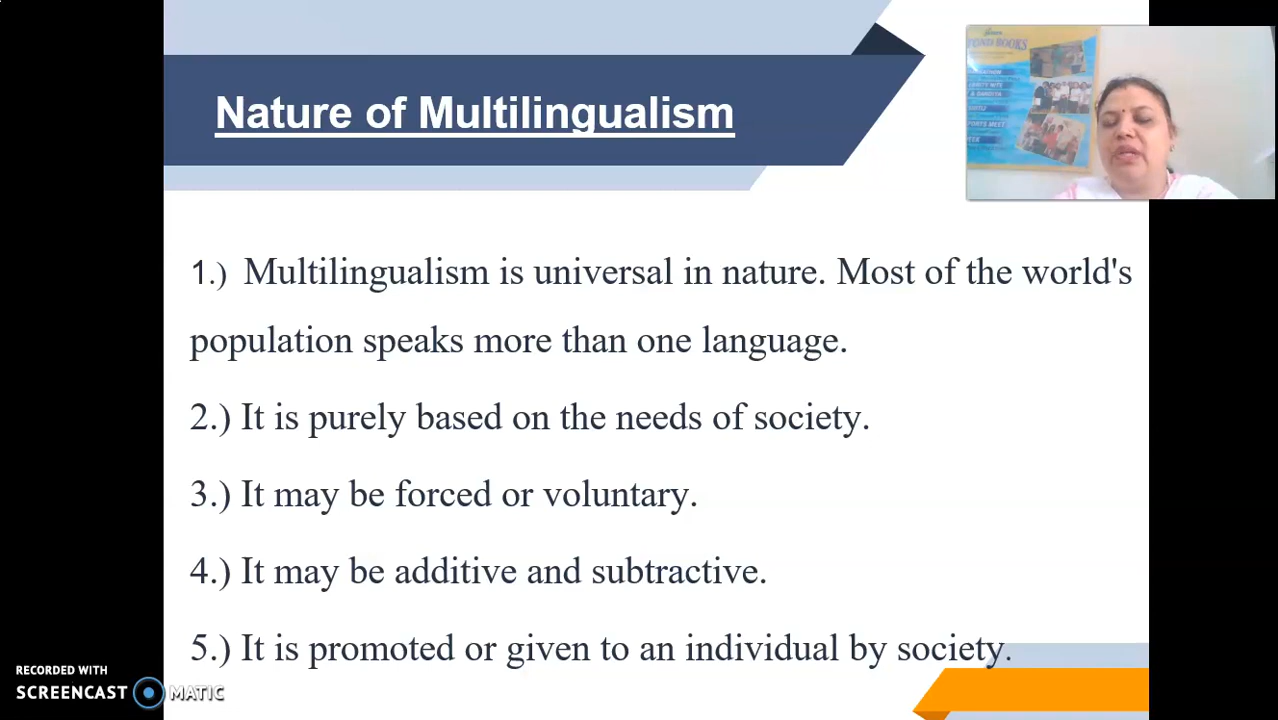 Nature of Multilingualism
YOND BOOKS
1.) Multilingualism is universal in nature. Most of the world's
population speaks more than one language.
2.) It is purely based on the needs of society.
3.) It may be forced or voluntary.
4.) It may be additive and subtractive.
5.) It is promoted or given to an individual by society.
RECORDED WITH
SCREENCAST MATIC